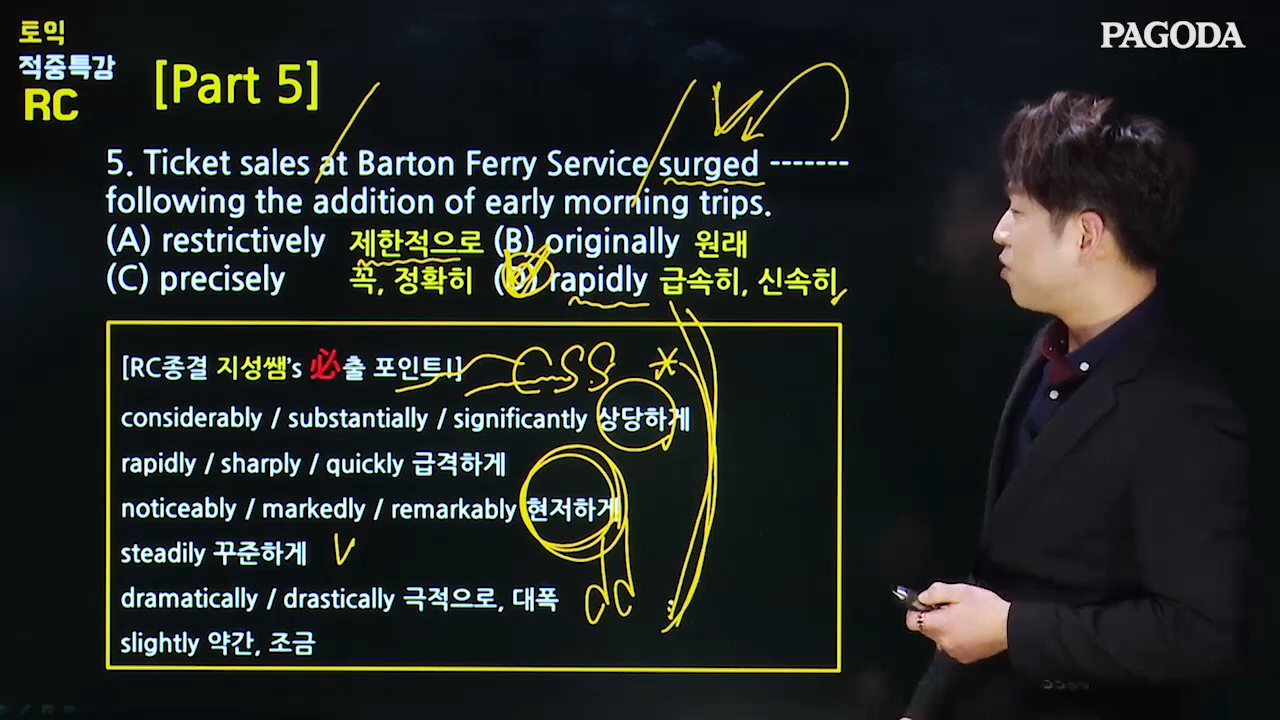 토익
적중특강
RC
PAGODA
[Part 5]
5. Ticket sales at Barton Ferry Service surged -------
following the addition of early morning trips.
(A) restrictively 제한적으로 (B) originally 원래
(C) precisely 꼭, 정확히 (D) rapidly 급속히, 신속히
[RC종결 지성쌤's 必출 포인트!] CSS
considerably / substantially / significantly 상당하게
rapidly / sharply / quickly 급격하게
noticeably / markedly / remarkably 현저하게
steadily 꾸준하게
dramatically / drastically 극적으로, 대폭 dd
slightly 약간, 조금